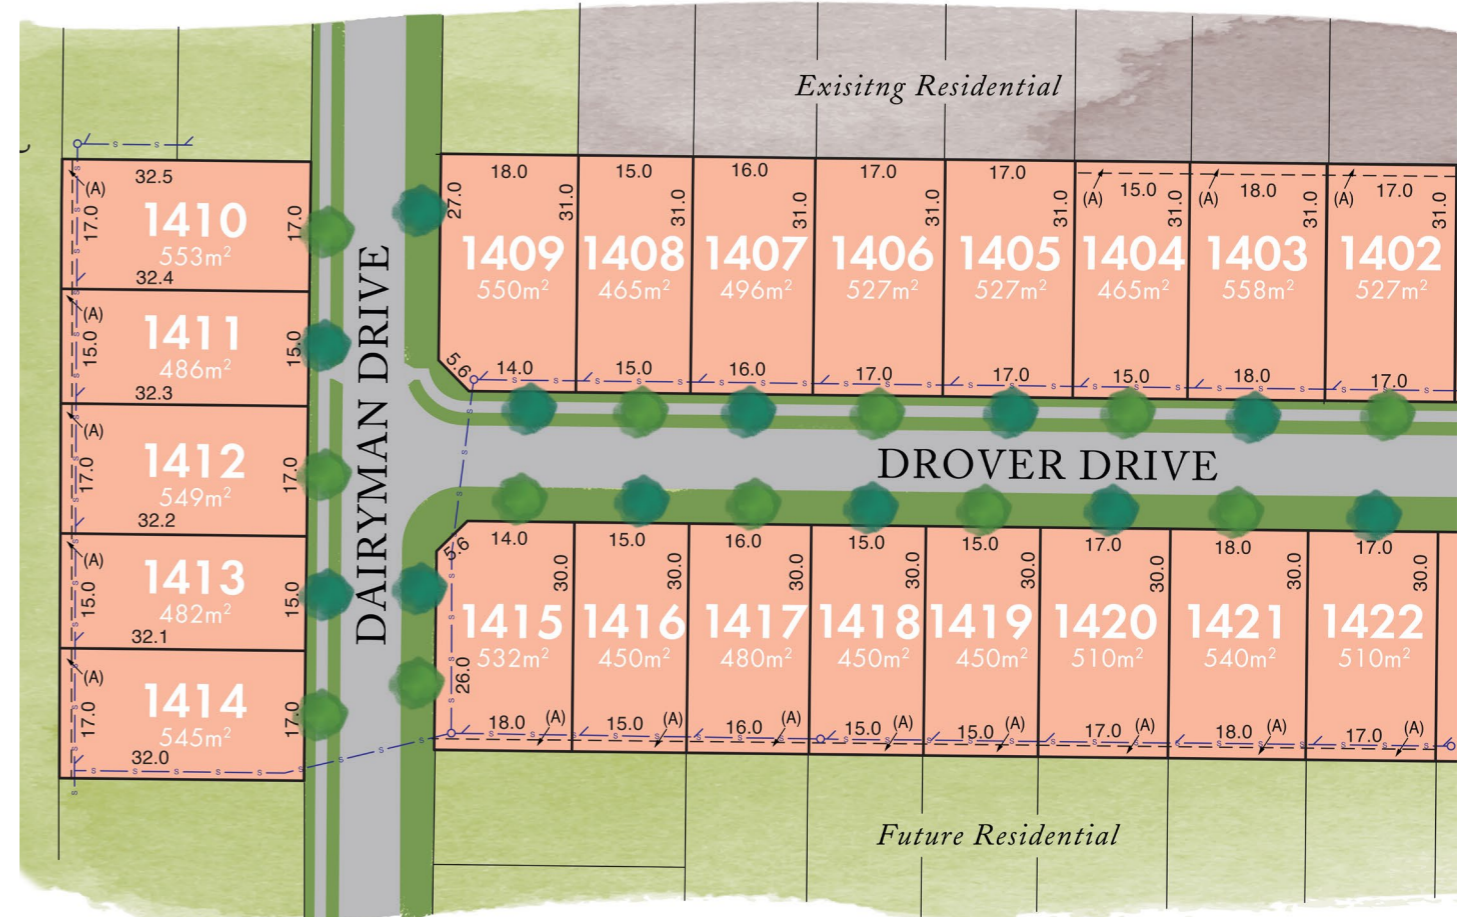 Exisitng Residential
32.5
(A)
17.0
1410
553m²
17.0
32.4
(A)
15.0
1411
486m²
15.0
32.3
(A)
17.0
1412
549m²
17.0
32.2
(A)
15.0
1413
482m²
15.0
32.1
(A)
17.0
1414
545m²
17.0
32.0
DAIRYMAN DRIVE
18.0
27.0
31.0
1409
550m²
5.6
14.0
15.0
31.0
1408
465m²
15.0
16.0
31.0
1407
496m²
16.0
17.0
31.0
1406
527m²
17.0
17.0
31.0
1405
527m²
17.0
(A)
15.0
31.0
1404
465m²
15.0
(A)
18.0
31.0
1403
558m²
18.0
(A)
17.0
31.0
1402
527m²
17.0
DROVER DRIVE
5.6
14.0
30.0
1415
532m²
26.0
18.0
(A)
15.0
30.0
1416
450m²
15.0
(A)
16.0
30.0
1417
480m²
16.0
(A)
15.0
30.0
1418
450m²
15.0
(A)
15.0
30.0
1419
450m²
15.0
(A)
17.0
30.0
1420
510m²
17.0
(A)
18.0
30.0
1421
540m²
18.0
(A)
17.0
30.0
1422
510m²
17.0
(A)
Future Residential